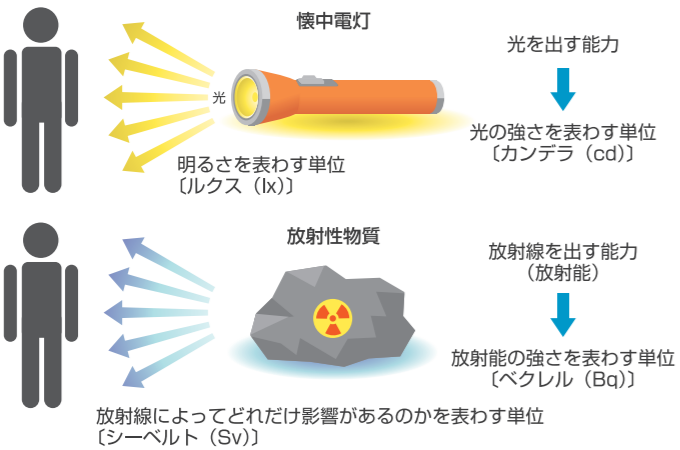 懐中電灯
光を出す能力
光
光の強さを表わす単位
〔カンデラ（cd）〕
明るさを表わす単位
〔ルクス（lx）〕
放射性物質
放射線を出す能力
（放射能）
放射能の強さを表わす単位
〔ベクレル（Bq）〕
放射線によってどれだけ影響があるのかを表わす単位
〔シーベルト（Sv）〕